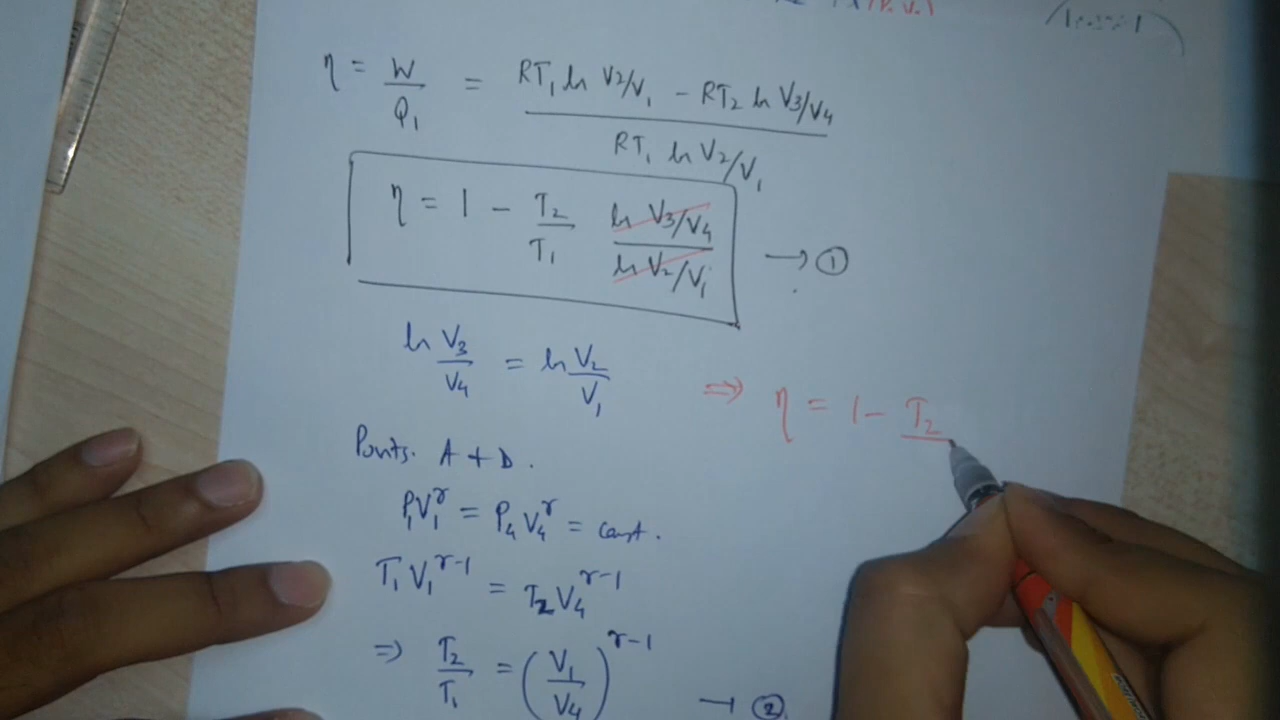 η = W/Q₁ = (RT₁ ln V2/V₁ − RT₂ ln V3/V4) / (RT₁ ln V2/V₁)
η = 1 − T₂/T₁ (ln V3/V4)/(ln V2/V₁) → ①
ln V₃/V₄ = ln V₂/V₁
⇒ η = 1 − T₂
Points. A + D.
P₁V₁^γ = P₄V₄^γ = const.
T₁V₁^γ−1 = T₂V₄^γ−1
⇒ T₂/T₁ = (V₁/V₄)^γ−1 → ②